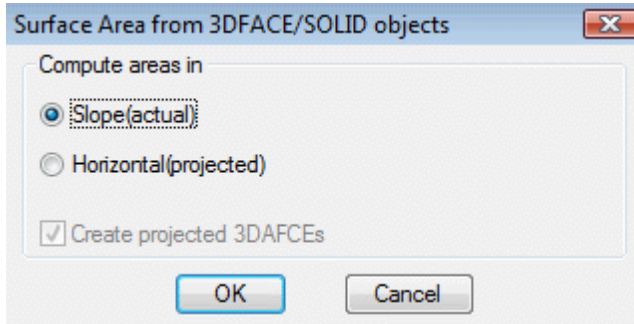 Surface Area from 3DFACE/SOLID objects
Compute areas in
Slope(actual)
Horizontal(projected)
Create projected 3DAFCEs
OK Cancel